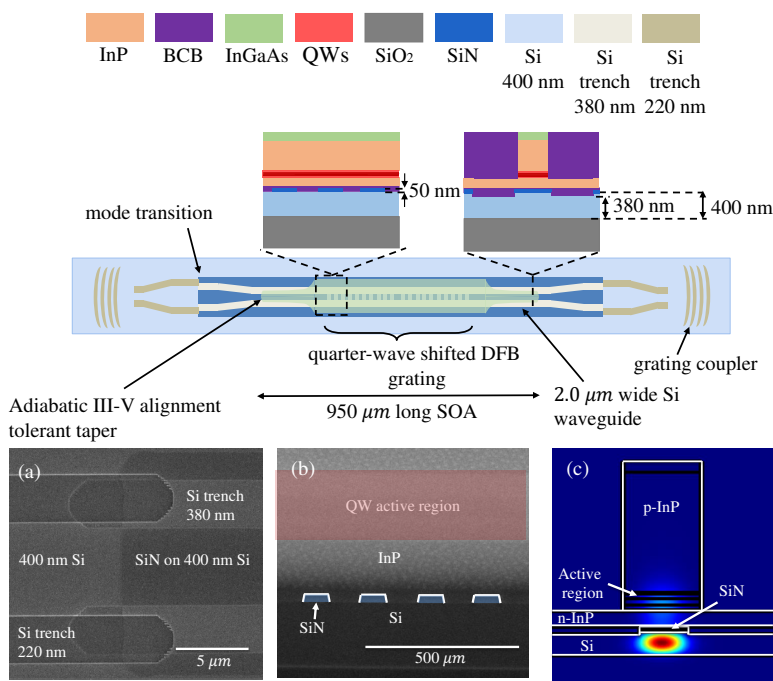 InP
BCB
InGaAs
QWs
SiO₂
SiN
Si
400 nm
Si
trench
380 nm
Si
trench
220 nm
50 nm
380 nm
400 nm
mode transition
quarter-wave shifted DFB
grating
grating coupler
Adiabatic III-V alignment
tolerant taper
950 μm long SOA
2.0 μm wide Si
waveguide
(a)
Si trench
380 nm
400 nm Si
SiN on 400 nm Si
Si trench
220 nm
5 μm
(b)
QW active region
InP
SiN
Si
500 μm
(c)
p-InP
Active
region
SiN
n-InP
Si